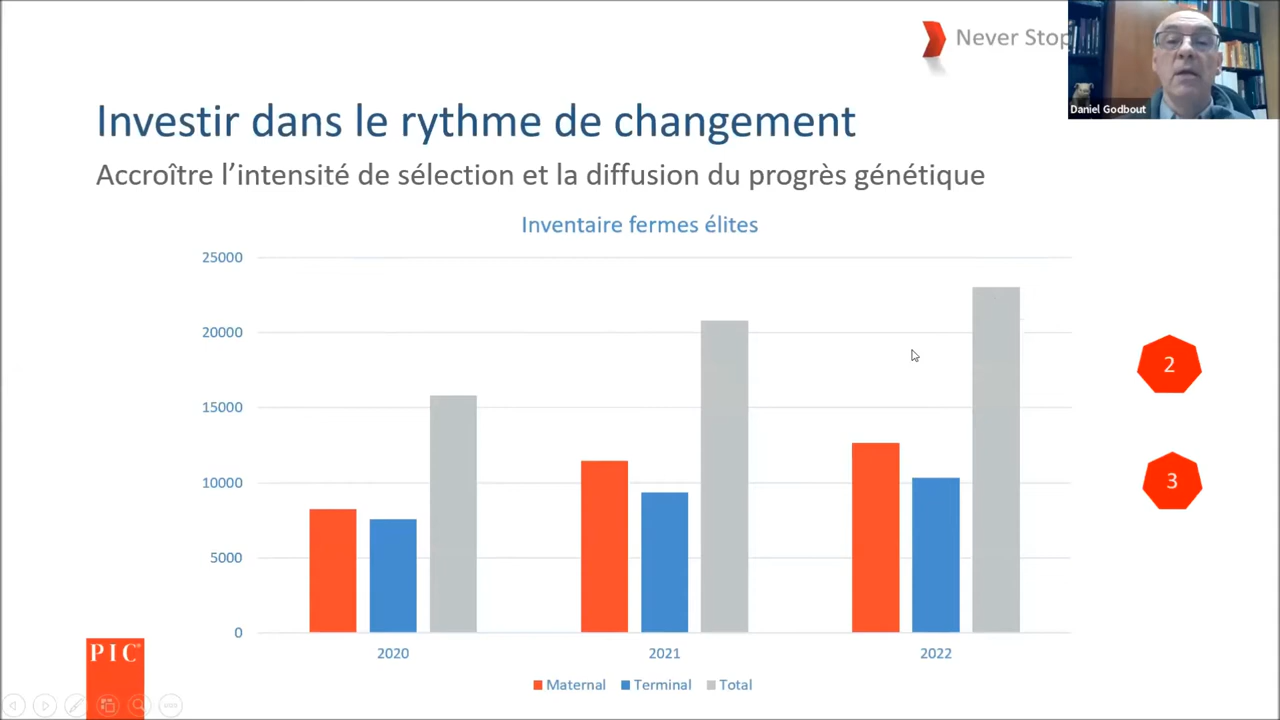 Never Stop
Daniel Godbout
Investir dans le rythme de changement
Accroître l’intensité de sélection et la diffusion du progrès génétique
Inventaire fermes élites
25000
20000
15000
10000
5000
0
2020
2021
2022
Maternal
Terminal
Total
2
3
PIC